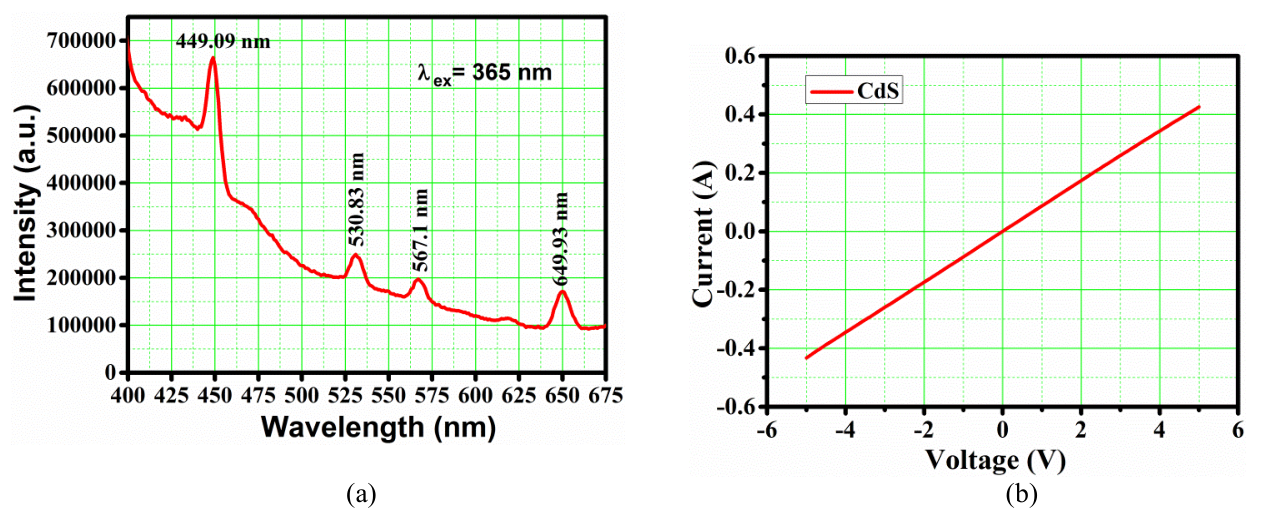 700000
600000
500000
400000
300000
200000
100000
0
Intensity (a.u.)
449.09 nm
λex= 365 nm
530.83 nm
567.1 nm
649.93 nm
400 425 450 475 500 525 550 575 600 625 650 675
Wavelength (nm)
(a)
0.6
0.4
0.2
0.0
-0.2
-0.4
-0.6
Current (A)
CdS
-6 -4 -2 0 2 4 6
Voltage (V)
(b)